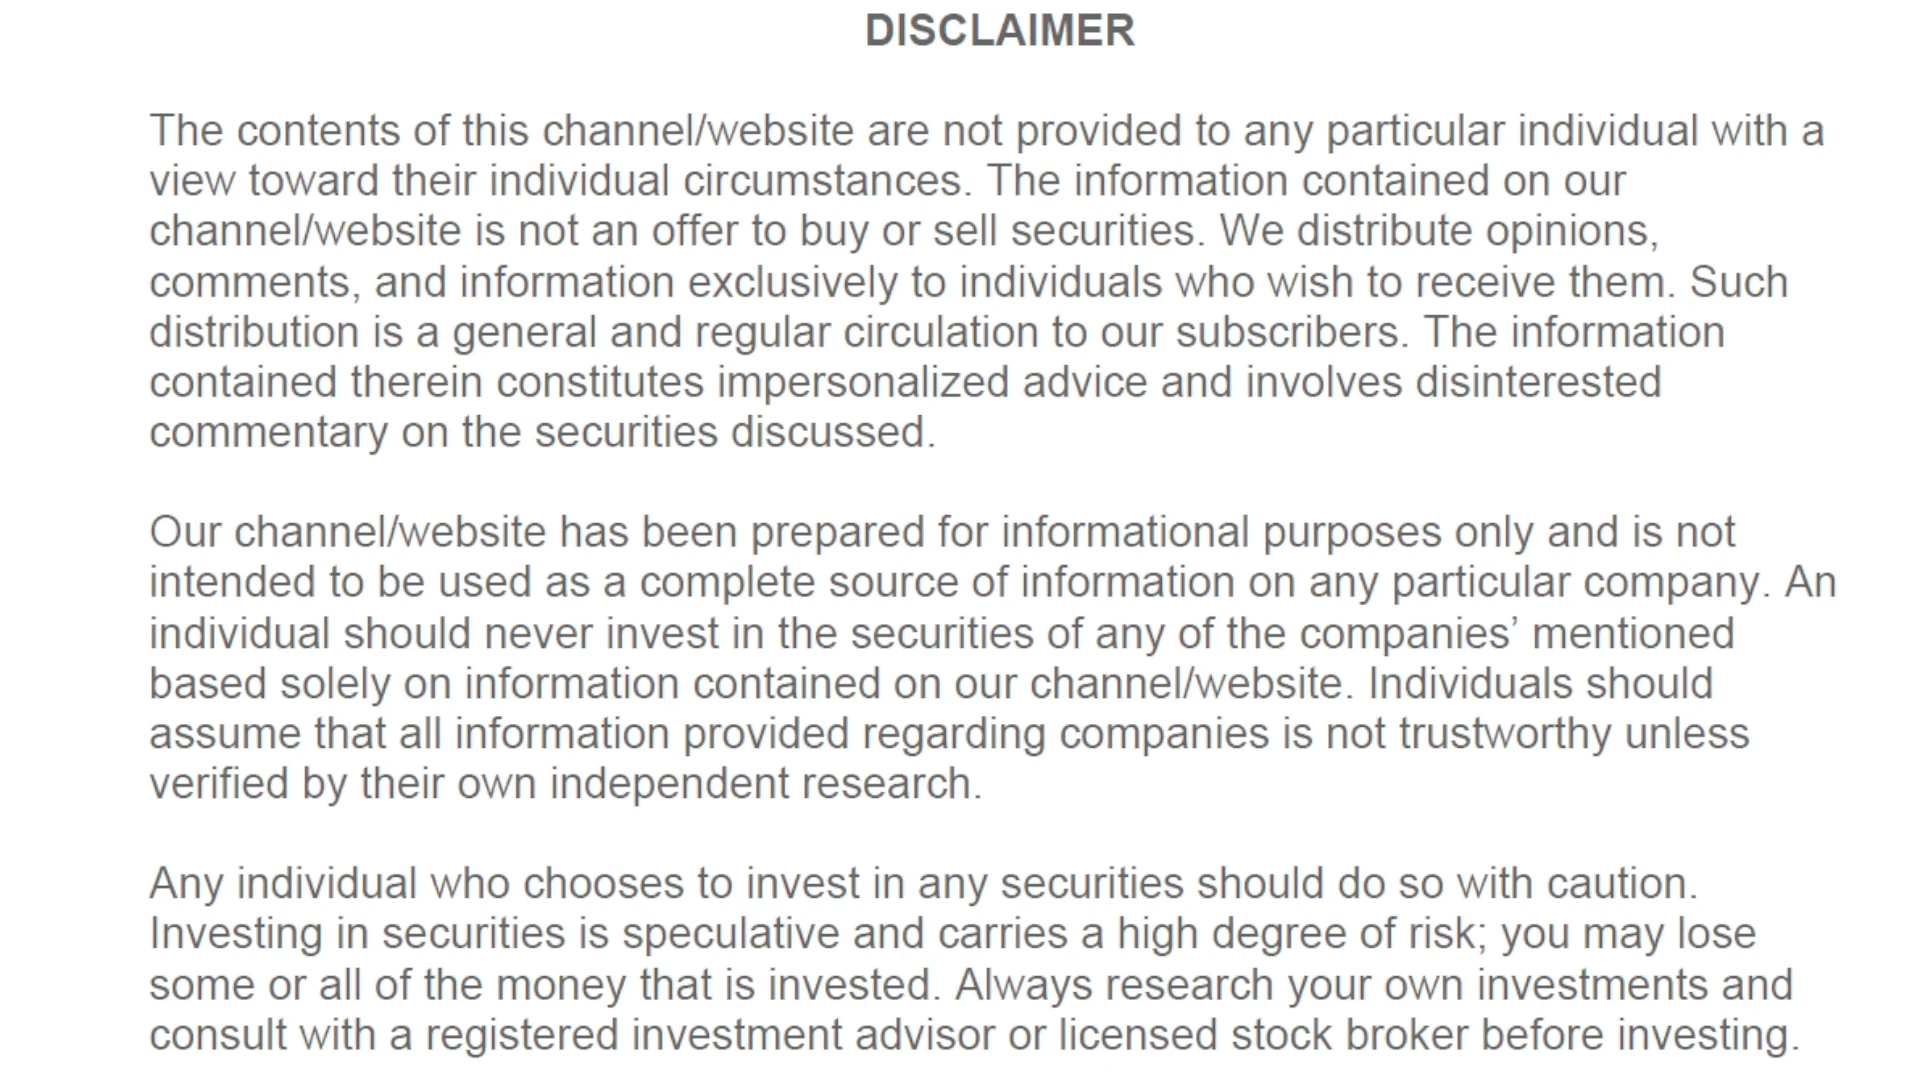 DISCLAIMER
The contents of this channel/website are not provided to any particular individual with a
view toward their individual circumstances. The information contained on our
channel/website is not an offer to buy or sell securities. We distribute opinions,
comments, and information exclusively to individuals who wish to receive them. Such
distribution is a general and regular circulation to our subscribers. The information
contained therein constitutes impersonalized advice and involves disinterested
commentary on the securities discussed.
Our channel/website has been prepared for informational purposes only and is not
intended to be used as a complete source of information on any particular company. An
individual should never invest in the securities of any of the companies’ mentioned
based solely on information contained on our channel/website. Individuals should
assume that all information provided regarding companies is not trustworthy unless
verified by their own independent research.
Any individual who chooses to invest in any securities should do so with caution.
Investing in securities is speculative and carries a high degree of risk; you may lose
some or all of the money that is invested. Always research your own investments and
consult with a registered investment advisor or licensed stock broker before investing.